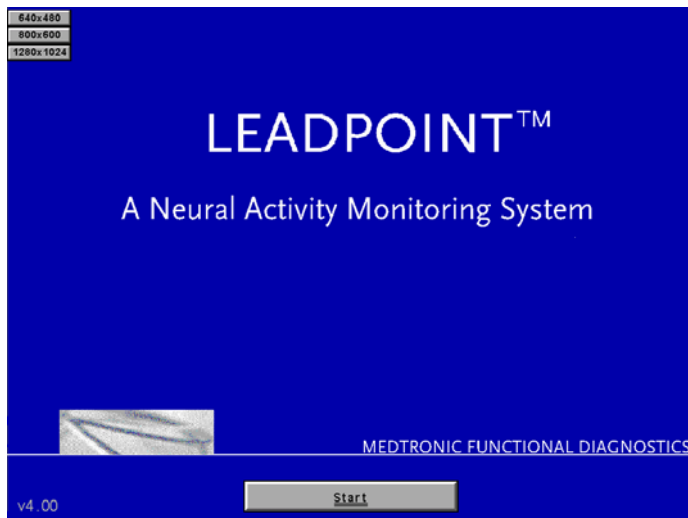 640x480
800x600
1280x1024
LEADPOINT™
A Neural Activity Monitoring System
MEDTRONIC FUNCTIONAL DIAGNOSTICS
v4.00
Start